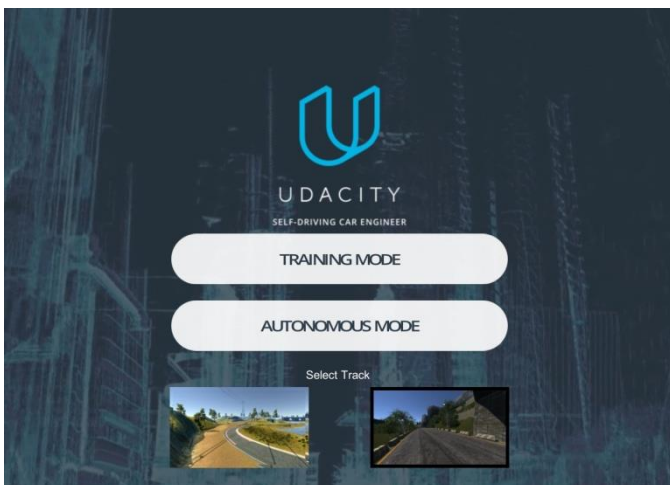 UDACITY
SELF-DRIVING CAR ENGINEER
TRAINING MODE
AUTONOMOUS MODE
Select Track